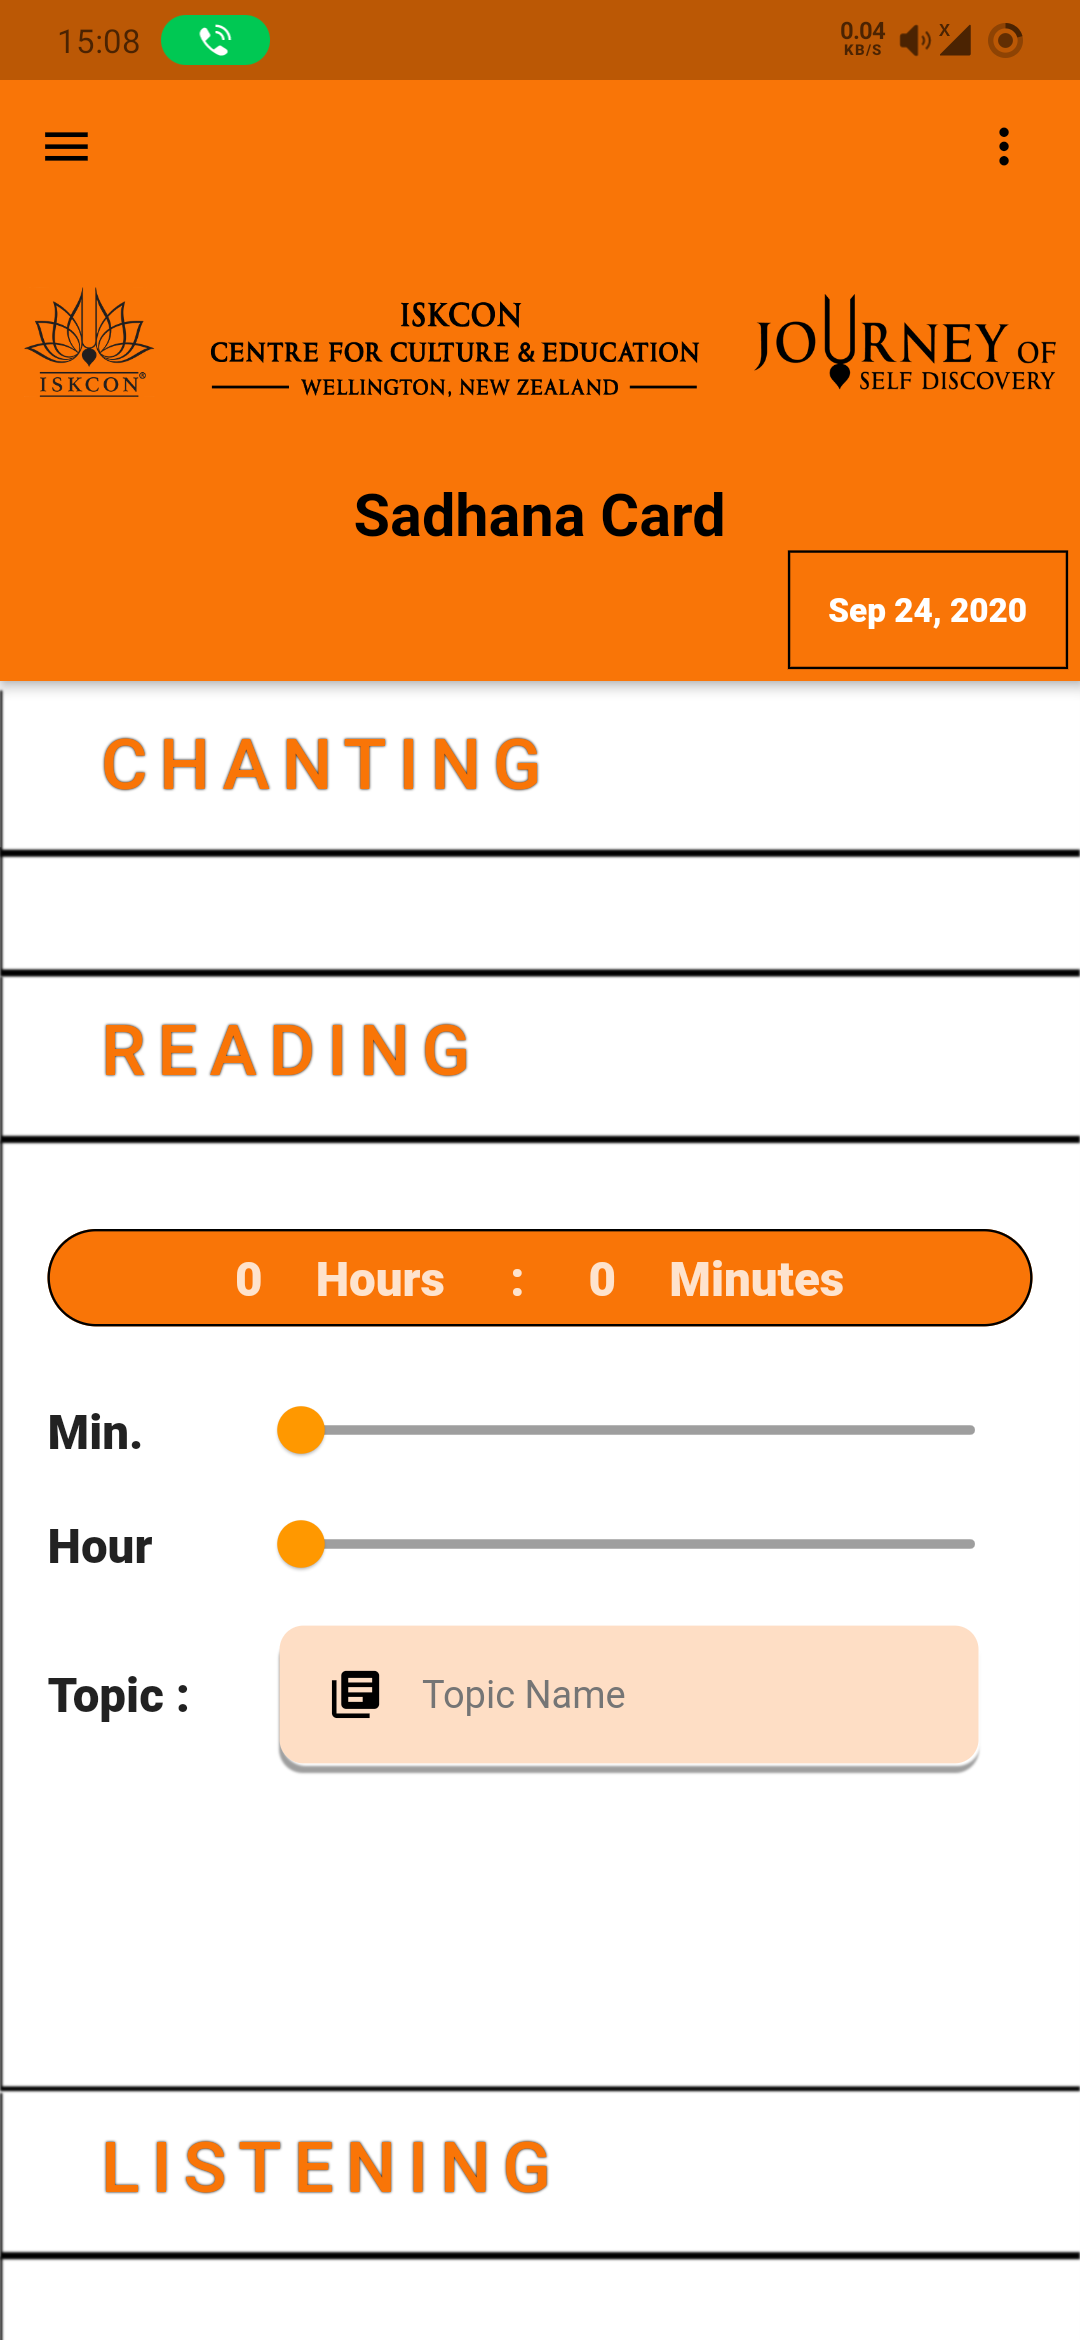 15:08
0.04
KB/S
X
ISKCON®
ISKCON
CENTRE FOR CULTURE & EDUCATION
WELLINGTON, NEW ZEALAND
JOURNEY OF
SELF DISCOVERY
Sadhana Card
Sep 24, 2020
CHANTING
READING
0 Hours : 0 Minutes
Min.
Hour
Topic : Topic Name
LISTENING